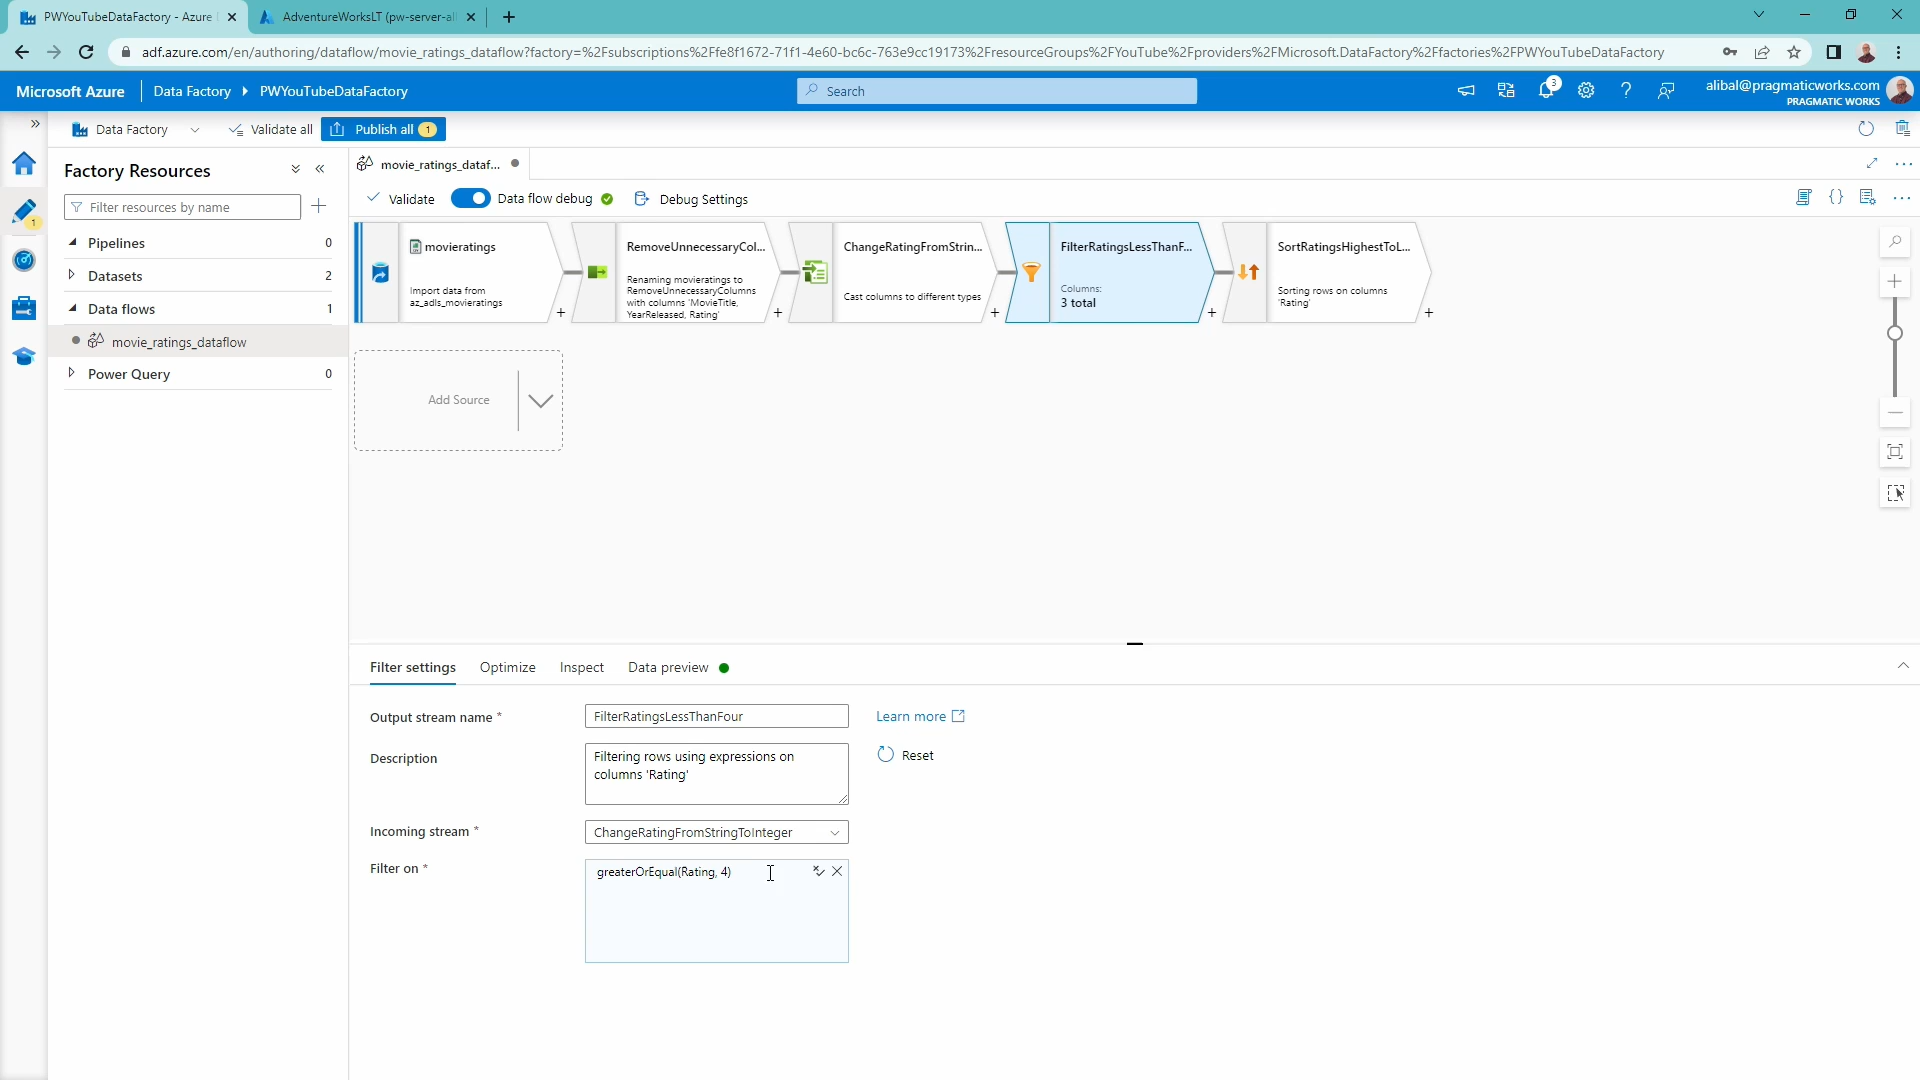 PWYouTubeDataFactory - Azure
AdventureWorksLT (pw-server-all
adf.azure.com/en/authoring/dataflow/movie_ratings_dataflow?factory=%2Fsubscriptions%2Ffe8f1672-71f1-4e60-bc6c-763e9cc19173%2FresourceGroups%2FYouTube%2Fproviders%2FMicrosoft.DataFactory%2Ffactories%2FPWYouTubeDataFactory
Microsoft Azure
Data Factory
PWYouTubeDataFactory
Search
3
alibal@pragmaticworks.com
PRAGMATIC WORKS
Data Factory
Validate all
Publish all
1
Factory Resources
Filter resources by name
1
Pipelines
0
Datasets
2
Data flows
1
movie_ratings_dataflow
Power Query
0
movie_ratings_dataf...
Validate
Data flow debug
Debug Settings
movieratings
Import data from
az_adls_movieratings
RemoveUnnecessaryCol...
Renaming movieratings to
RemoveUnnecessaryColumns
with columns 'MovieTitle,
YearReleased, Rating'
ChangeRatingFromStrin...
Cast columns to different types
FilterRatingsLessThanF...
Columns:
3 total
SortRatingsHighestToL...
Sorting rows on columns
'Rating'
Add Source
Filter settings
Optimize
Inspect
Data preview
Output stream name *
FilterRatingsLessThanFour
Learn more
Description
Filtering rows using expressions on
columns 'Rating'
Reset
Incoming stream *
ChangeRatingFromStringToInteger
Filter on *
greaterOrEqual(Rating, 4)